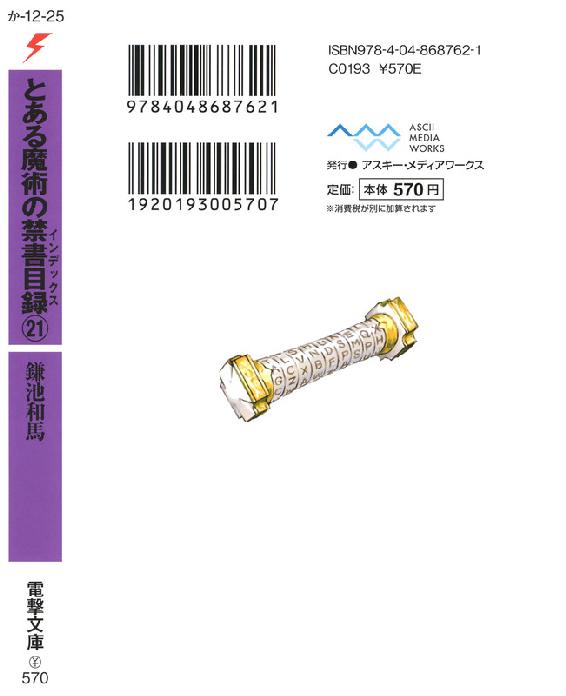 か-12-25
とある魔術の禁書目録㉑
インデックス
鎌池和馬
電撃文庫
¥
570
9784048687621
1920193005707
ISBN978-4-04-868762-1
C0193 ¥570E
ASCII
MEDIA
WORKS
発行●アスキー・メディアワークス
定価:本体570円
※消費税が別に加算されます